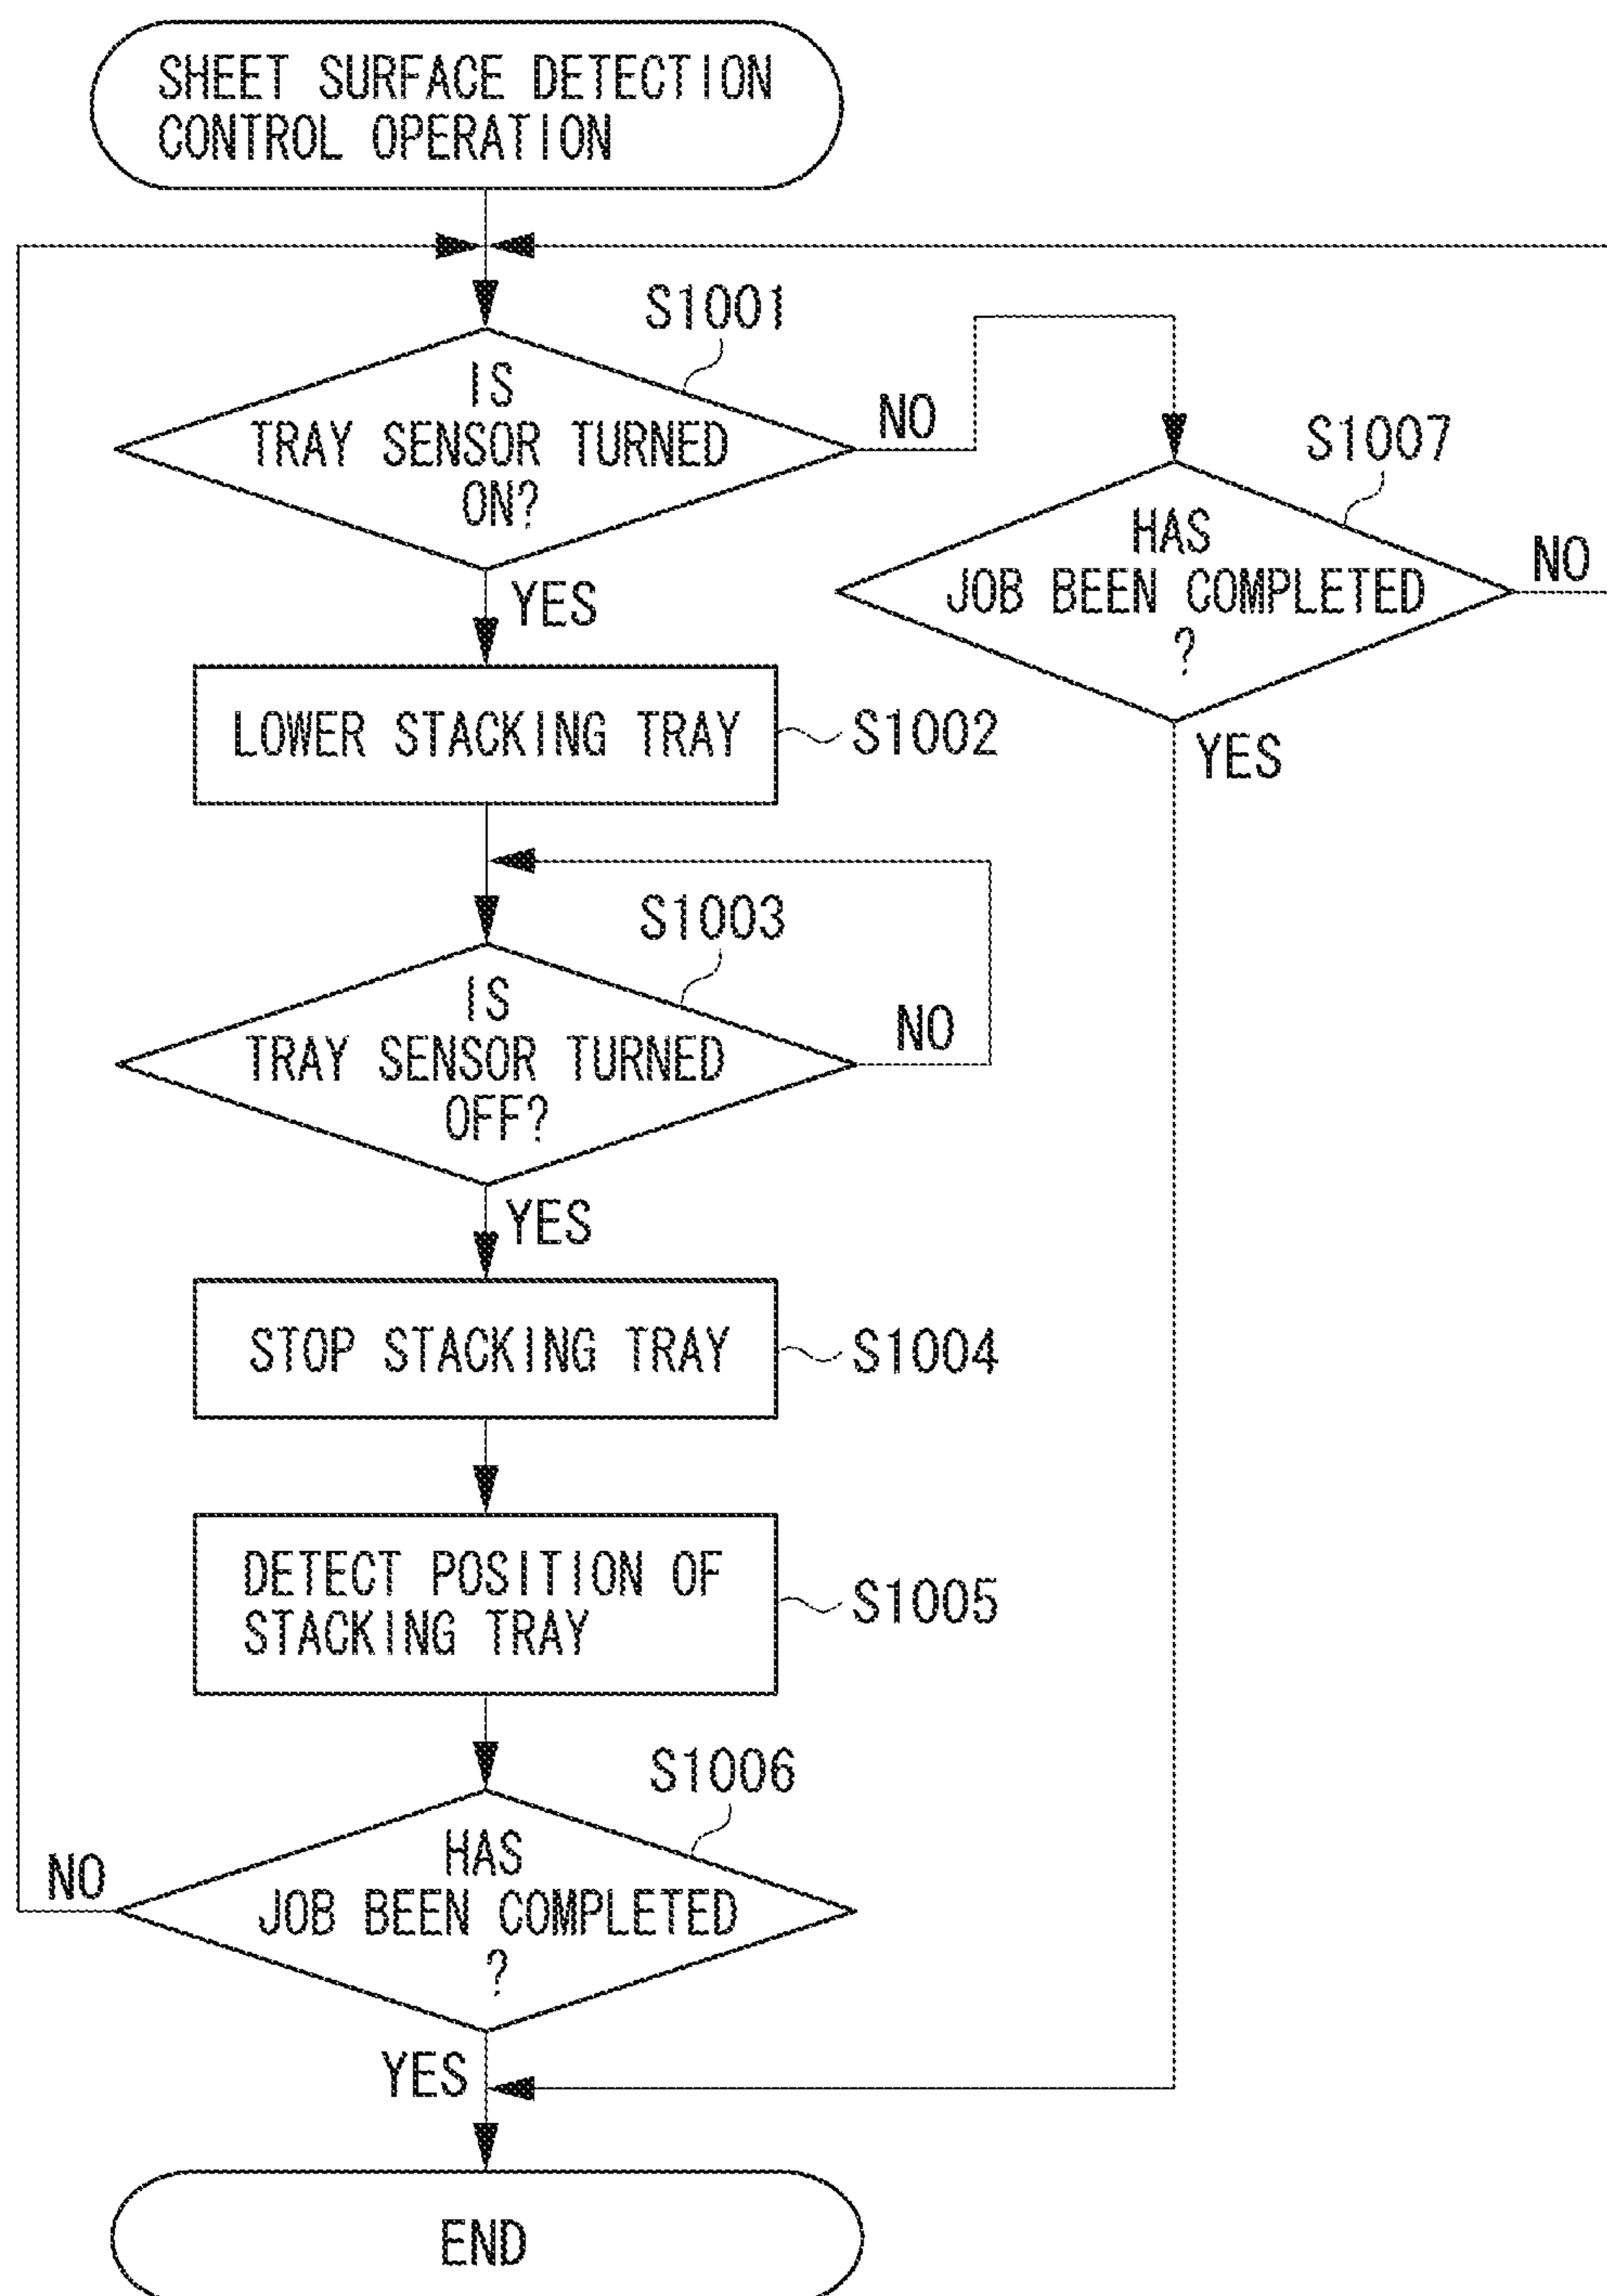 SHEET SURFACE DETECTION
CONTROL OPERATION
S1001
IS
TRAY SENSOR TURNED
ON?
NO
YES
S1007
HAS
JOB BEEN COMPLETED
?
NO
YES
LOWER STACKING TRAY
S1002
S1003
IS
TRAY SENSOR TURNED
OFF?
NO
YES
STOP STACKING TRAY
S1004
DETECT POSITION OF
STACKING TRAY
S1005
S1006
HAS
JOB BEEN COMPLETED
?
NO
YES
END